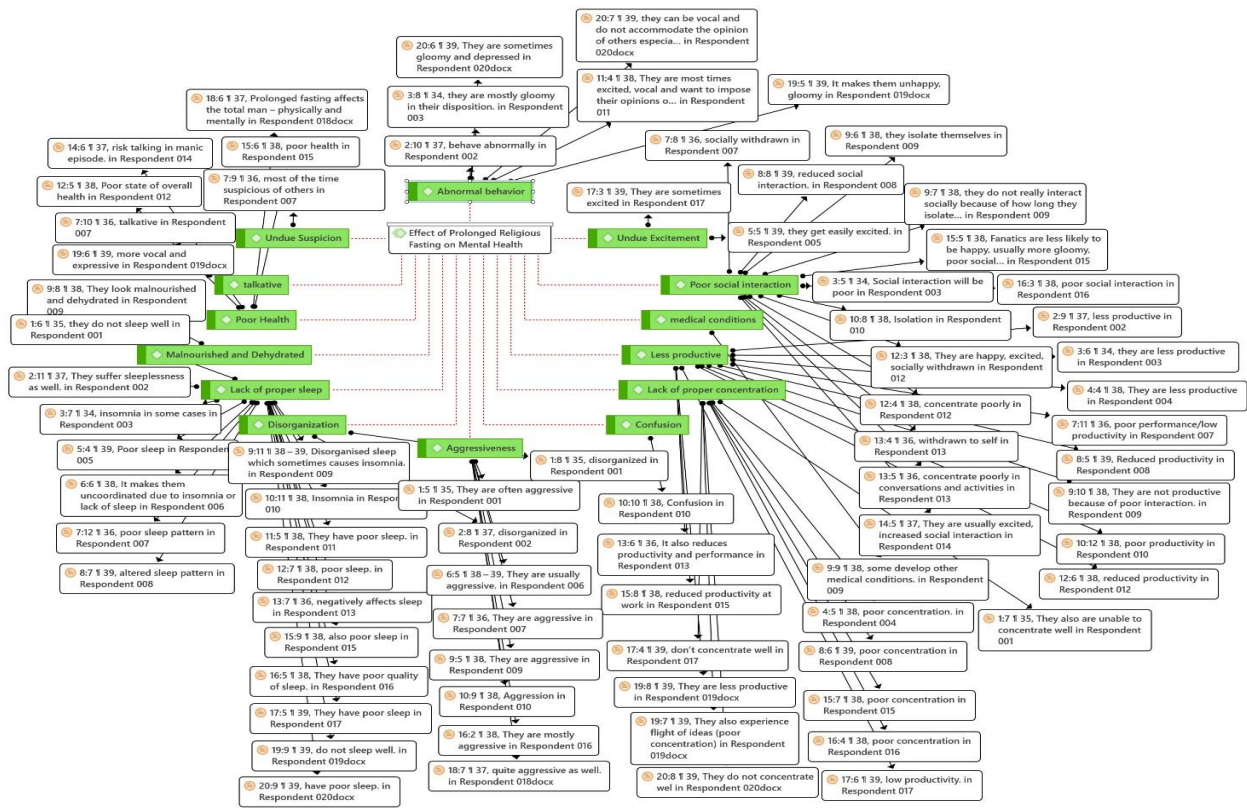 20:7 ¶ 39, they can be vocal and
do not accommodate the opinion
of others especia... in Respondent
020docx
20:6 ¶ 39, They are sometimes
gloomy and depressed in
Respondent 020docx
11:4 ¶ 38, They are most times
excited, vocal and want to impose
their opinions o... in Respondent
011
19:5 ¶ 39, It makes them unhappy,
gloomy in Respondent 019docx
18:6 ¶ 37, Prolonged fasting affects
the total man – physically and
mentally in Respondent 018docx
3:8 ¶ 34, they are mostly gloomy
in their disposition. in Respondent
003
14:6 ¶ 37, risk talking in manic
episode. in Respondent 014
15:6 ¶ 38, poor health in
Respondent 015
2:10 ¶ 37, behave abnormally in
Respondent 002
7:8 ¶ 36, socially withdrawn in
Respondent 007
9:6 ¶ 38, they isolate themselves in
Respondent 009
12:5 ¶ 38, Poor state of overall
health in Respondent 012
7:9 ¶ 36, most of the time
suspicious of others in
Respondent 007
Abnormal behavior
17:3 ¶ 39, They are sometimes
excited in Respondent 017
8:8 ¶ 39, reduced social
interaction. in Respondent 008
9:7 ¶ 38, they do not really interact
socially because of how long they
isolate... in Respondent 009
7:10 ¶ 36, talkative in Respondent
007
Undue Suspicion
Effect of Prolonged Religious
Fasting on Mental Health
Undue Excitement
5:5 ¶ 39, they get easily excited. in
Respondent 005
15:5 ¶ 38, Fanatics are less likely to
be happy, usually more gloomy,
poor social... in Respondent 015
19:6 ¶ 39, more vocal and
expressive in Respondent 019docx
talkative
Poor social interaction
3:5 ¶ 34, Social interaction will be
poor in Respondent 003
16:3 ¶ 38, poor social interaction in
Respondent 016
9:8 ¶ 38, They look malnourished
and dehydrated in Respondent
009
Poor Health
medical conditions
10:8 ¶ 38, Isolation in Respondent
010
2:9 ¶ 37, less productive in
Respondent 002
1:6 ¶ 35, they do not sleep well in
Respondent 001
Malnourished and Dehydrated
Less productive
12:3 ¶ 38, They are happy, excited,
socially withdrawn in Respondent
012
3:6 ¶ 34, they are less productive
in Respondent 003
2:11 ¶ 37, They suffer sleeplessness
as well. in Respondent 002
Lack of proper sleep
Lack of proper concentration
12:4 ¶ 38, concentrate poorly in
Respondent 012
4:4 ¶ 38, They are less productive
in Respondent 004
3:7 ¶ 34, insomnia in some cases in
Respondent 003
Disorganization
Confusion
13:4 ¶ 36, withdrawn to self in
Respondent 013
7:11 ¶ 36, poor performance/low
productivity in Respondent 007
5:4 ¶ 39, Poor sleep in Respondent
005
9:11 ¶ 38 – 39, Disorganised sleep
which sometimes causes insomnia.
in Respondent 009
Aggressiveness
1:8 ¶ 35, disorganized in
Respondent 001
13:5 ¶ 36, concentrate poorly in
conversations and activities in
Respondent 013
8:5 ¶ 39, Reduced productivity in
Respondent 008
6:6 ¶ 38, It makes them
uncoordinated due to insomnia or
lack of sleep in Respondent 006
10:11 ¶ 38, Insomnia in Respondent
010
1:5 ¶ 35, They are often aggressive
in Respondent 001
10:10 ¶ 38, Confusion in
Respondent 010
14:5 ¶ 37, They are usually excited,
increased social interaction in
Respondent 014
9:10 ¶ 38, They are not productive
because of poor interaction. in
Respondent 009
7:12 ¶ 36, poor sleep pattern in
Respondent 007
11:5 ¶ 38, They have poor sleep. in
Respondent 011
2:8 ¶ 37, disorganized in
Respondent 002
13:6 ¶ 36, It also reduces
productivity and performance in
Respondent 013
9:9 ¶ 38, some develop other
medical conditions. in Respondent
009
10:12 ¶ 38, poor productivity in
Respondent 010
8:7 ¶ 39, altered sleep pattern in
Respondent 008
12:7 ¶ 38, poor sleep. in
Respondent 012
6:5 ¶ 38 – 39, They are usually
aggressive. in Respondent 006
15:8 ¶ 38, reduced productivity at
work in Respondent 015
4:5 ¶ 38, poor concentration. in
Respondent 004
12:6 ¶ 38, reduced productivity in
Respondent 012
13:7 ¶ 36, negatively affects sleep
in Respondent 013
7:7 ¶ 36, They are aggressive in
Respondent 007
1:7 ¶ 35, They also are unable to
concentrate well in Respondent
001
15:9 ¶ 38, also poor sleep in
Respondent 015
9:5 ¶ 38, They are aggressive in
Respondent 009
17:4 ¶ 39, don't concentrate well in
Respondent 017
8:6 ¶ 39, poor concentration in
Respondent 008
16:5 ¶ 38, They have poor quality
of sleep. in Respondent 016
10:9 ¶ 38, Aggression in
Respondent 010
19:8 ¶ 39, They are less productive
in Respondent 019docx
15:7 ¶ 38, poor concentration in
Respondent 015
17:5 ¶ 39, They have poor sleep in
Respondent 017
16:2 ¶ 38, They are mostly
aggressive in Respondent 016
19:7 ¶ 39, They also experience
flight of ideas (poor
concentration) in Respondent
019docx
16:4 ¶ 38, poor concentration in
Respondent 016
19:9 ¶ 39, do not sleep well. in
Respondent 019docx
18:7 ¶ 37, quite aggressive as well.
in Respondent 018docx
20:8 ¶ 39, They do not concentrate
wel in Respondent 020docx
17:6 ¶ 39, low productivity. in
Respondent 017
20:9 ¶ 39, have poor sleep. in
Respondent 020docx